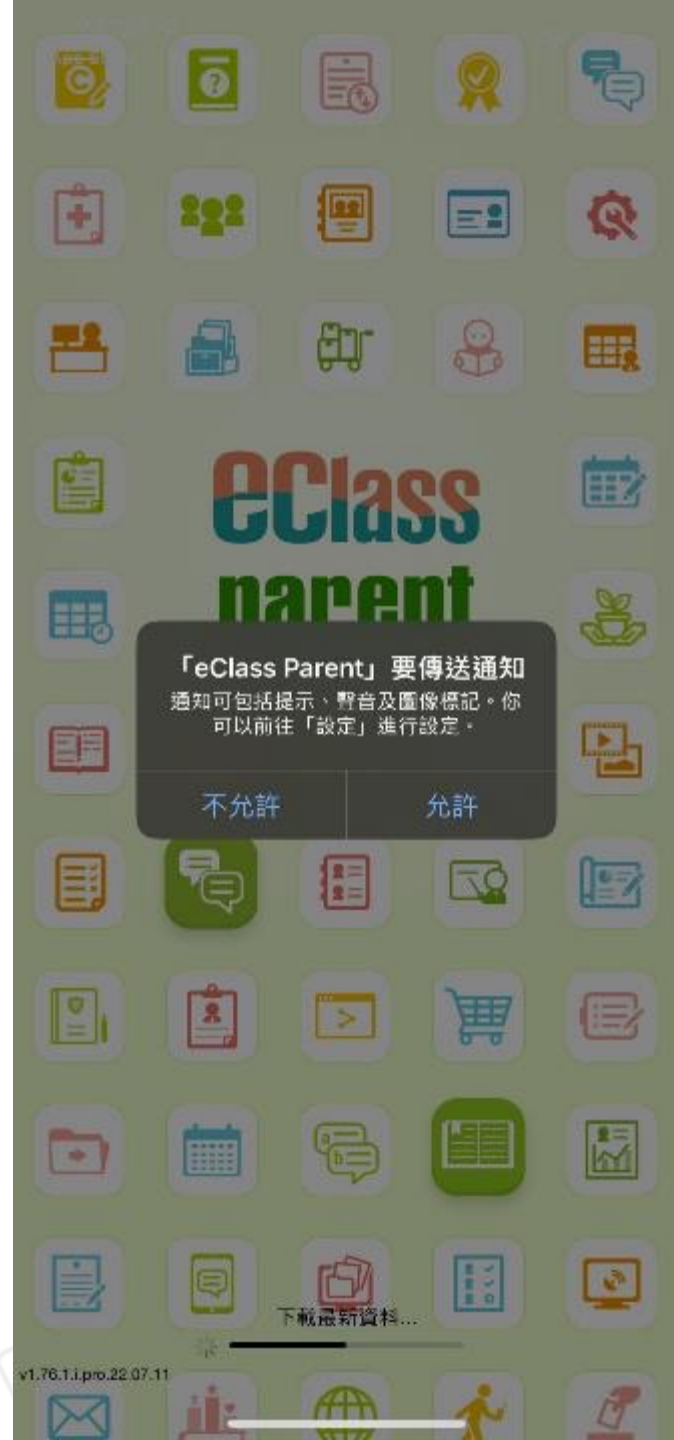 eClass
parent
「eClass Parent」要傳送通知
通知可包括提示、聲音及圖像標記。你
可以前往「設定」進行設定。
不允許
允許
下載最新資料...
v1.76.1.i.pro.22.07.11